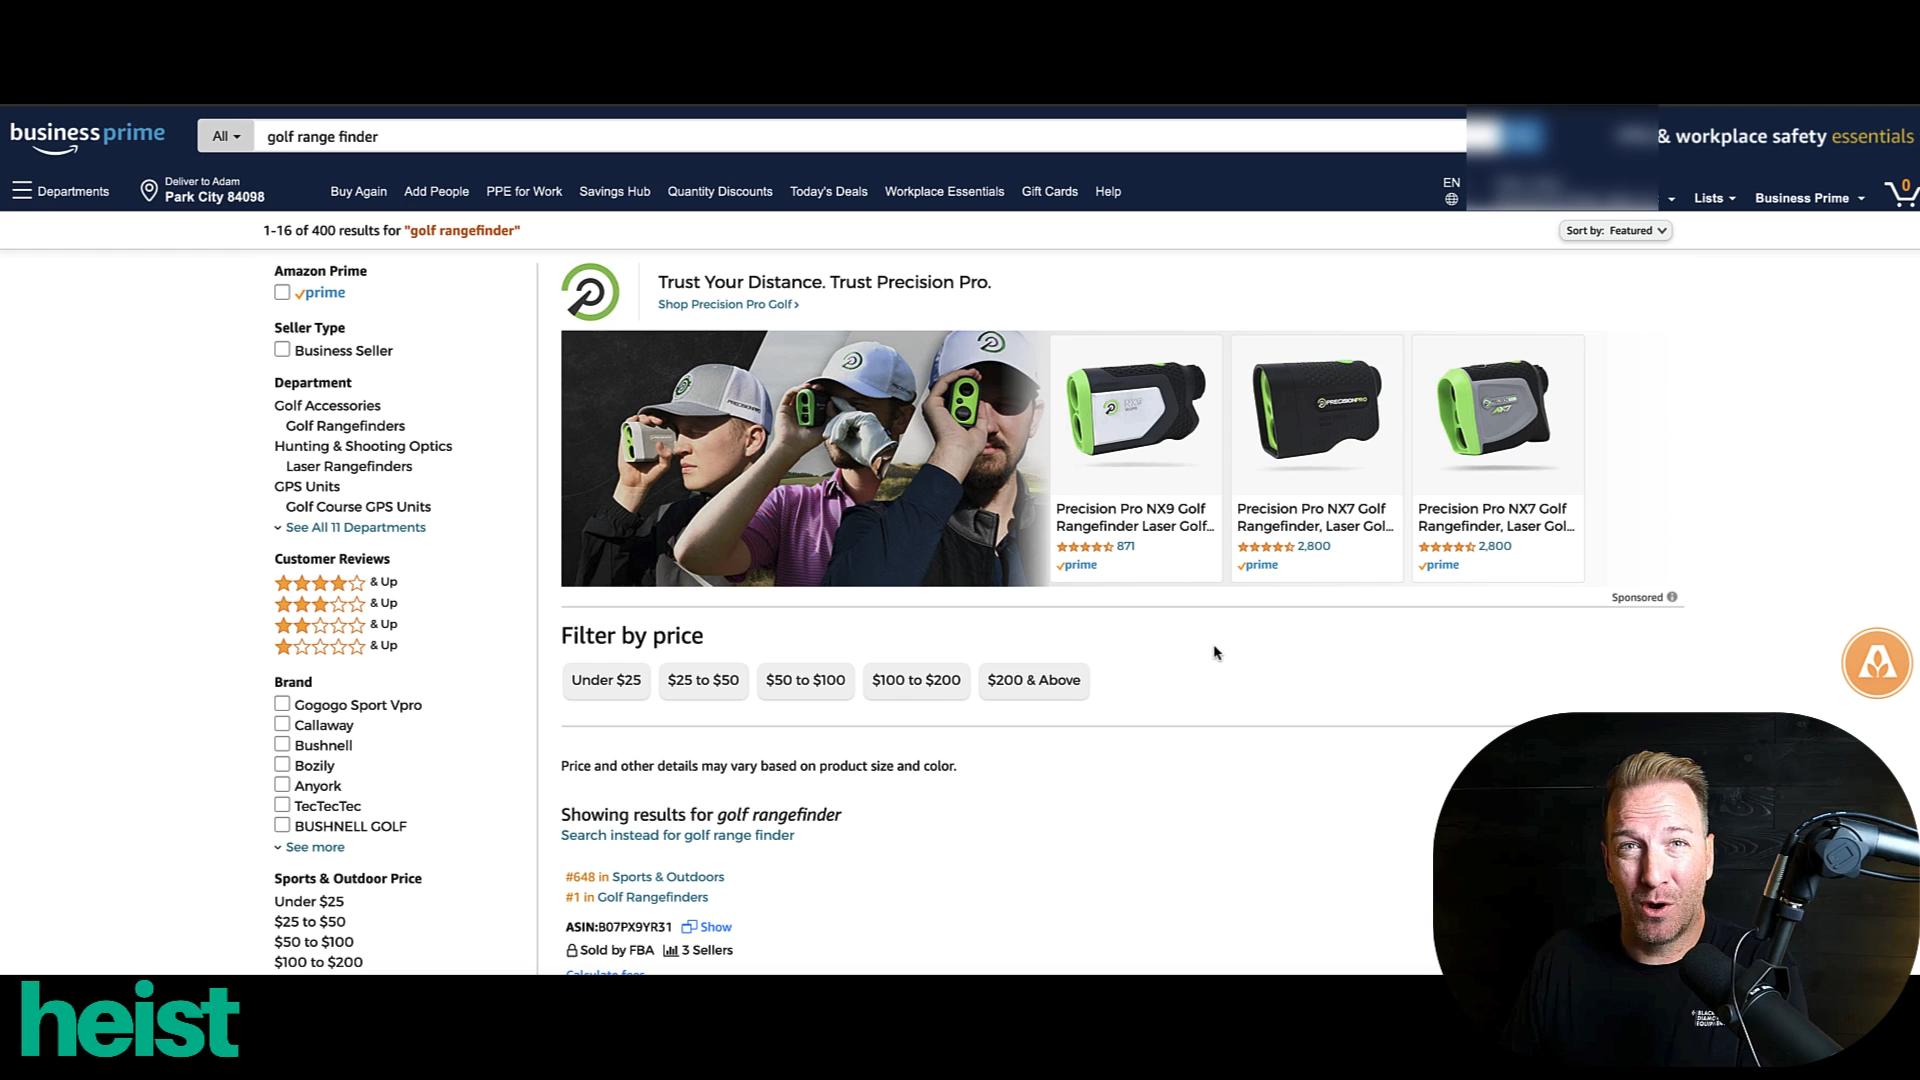 business prime
All
golf range finder
& workplace safety essentials
Departments
Deliver to Adam
Park City 84098
Buy Again
Add People
PPE for Work
Savings Hub
Quantity Discounts
Today's Deals
Workplace Essentials
Gift Cards
Help
EN
Lists
Business Prime
0
1-16 of 400 results for "golf rangefinder"
Sort by: Featured
Amazon Prime
prime
Seller Type
Business Seller
Department
Golf Accessories
Golf Rangefinders
Hunting & Shooting Optics
Laser Rangefinders
GPS Units
Golf Course GPS Units
See All 11 Departments
Customer Reviews
& Up
& Up
& Up
& Up
Brand
Gogogo Sport Vpro
Callaway
Bushnell
Bozily
Anyork
TecTecTec
BUSHNELL GOLF
See more
Sports & Outdoor Price
Under $25
$25 to $50
$50 to $100
$100 to $200
Trust Your Distance. Trust Precision Pro.
Shop Precision Pro Golf ›
PRECISIONPRO
NX7
Precision Pro NX9 Golf
Rangefinder Laser Golf...
871
prime
Precision Pro NX7 Golf
Rangefinder, Laser Gol...
2,800
prime
Precision Pro NX7 Golf
Rangefinder, Laser Gol...
2,800
prime
Sponsored
Filter by price
Under $25
$25 to $50
$50 to $100
$100 to $200
$200 & Above
Price and other details may vary based on product size and color.
Showing results for golf rangefinder
Search instead for golf range finder
#648 in Sports & Outdoors
#1 in Golf Rangefinders
ASIN:B07PX9YR31 Show
Sold by FBA 3 Sellers
Calculate fees
heist